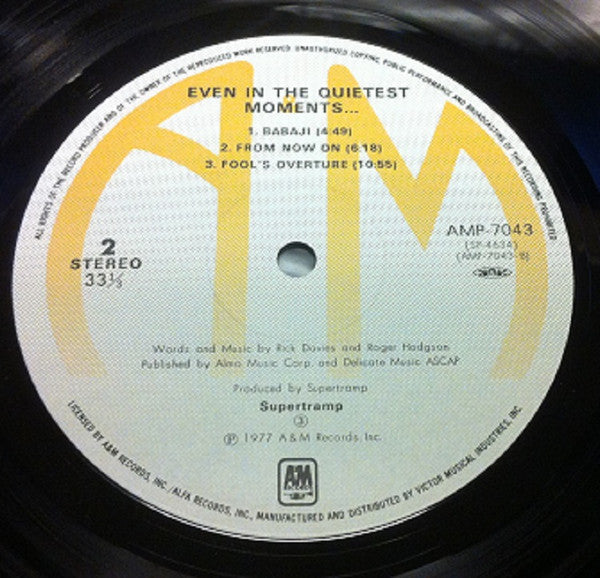 ALL RIGHTS OF THE RECORD PRODUCER AND OF THE OWNER OF THE REPRODUCED WORK RESERVED. UNAUTHORIZED COPYING, PUBLIC PERFORMANCE AND BROADCASTING OF THIS RECORDING PROHIBITED
EVEN IN THE QUIETEST
MOMENTS...
1. BABAJI (4:49)
2. FROM NOW ON (6:18)
3. FOOL'S OVERTURE (10:55)
2
STEREO
33⅓
AMP-7043
(SP-4634)
(AMP-7043-B)
Words and Music by Rick Davies and Roger Hodgson
Published by Almo Music Corp. and Delicate Music ASCAP
Produced by Supertramp
Supertramp
Ⓟ 1977 A&M Records, Inc.
A&M
RECORDS
LICENSED BY A&M RECORDS, INC./ALFA RECORDS, INC., MANUFACTURED AND DISTRIBUTED BY VICTOR MUSICAL INDUSTRIES, INC.